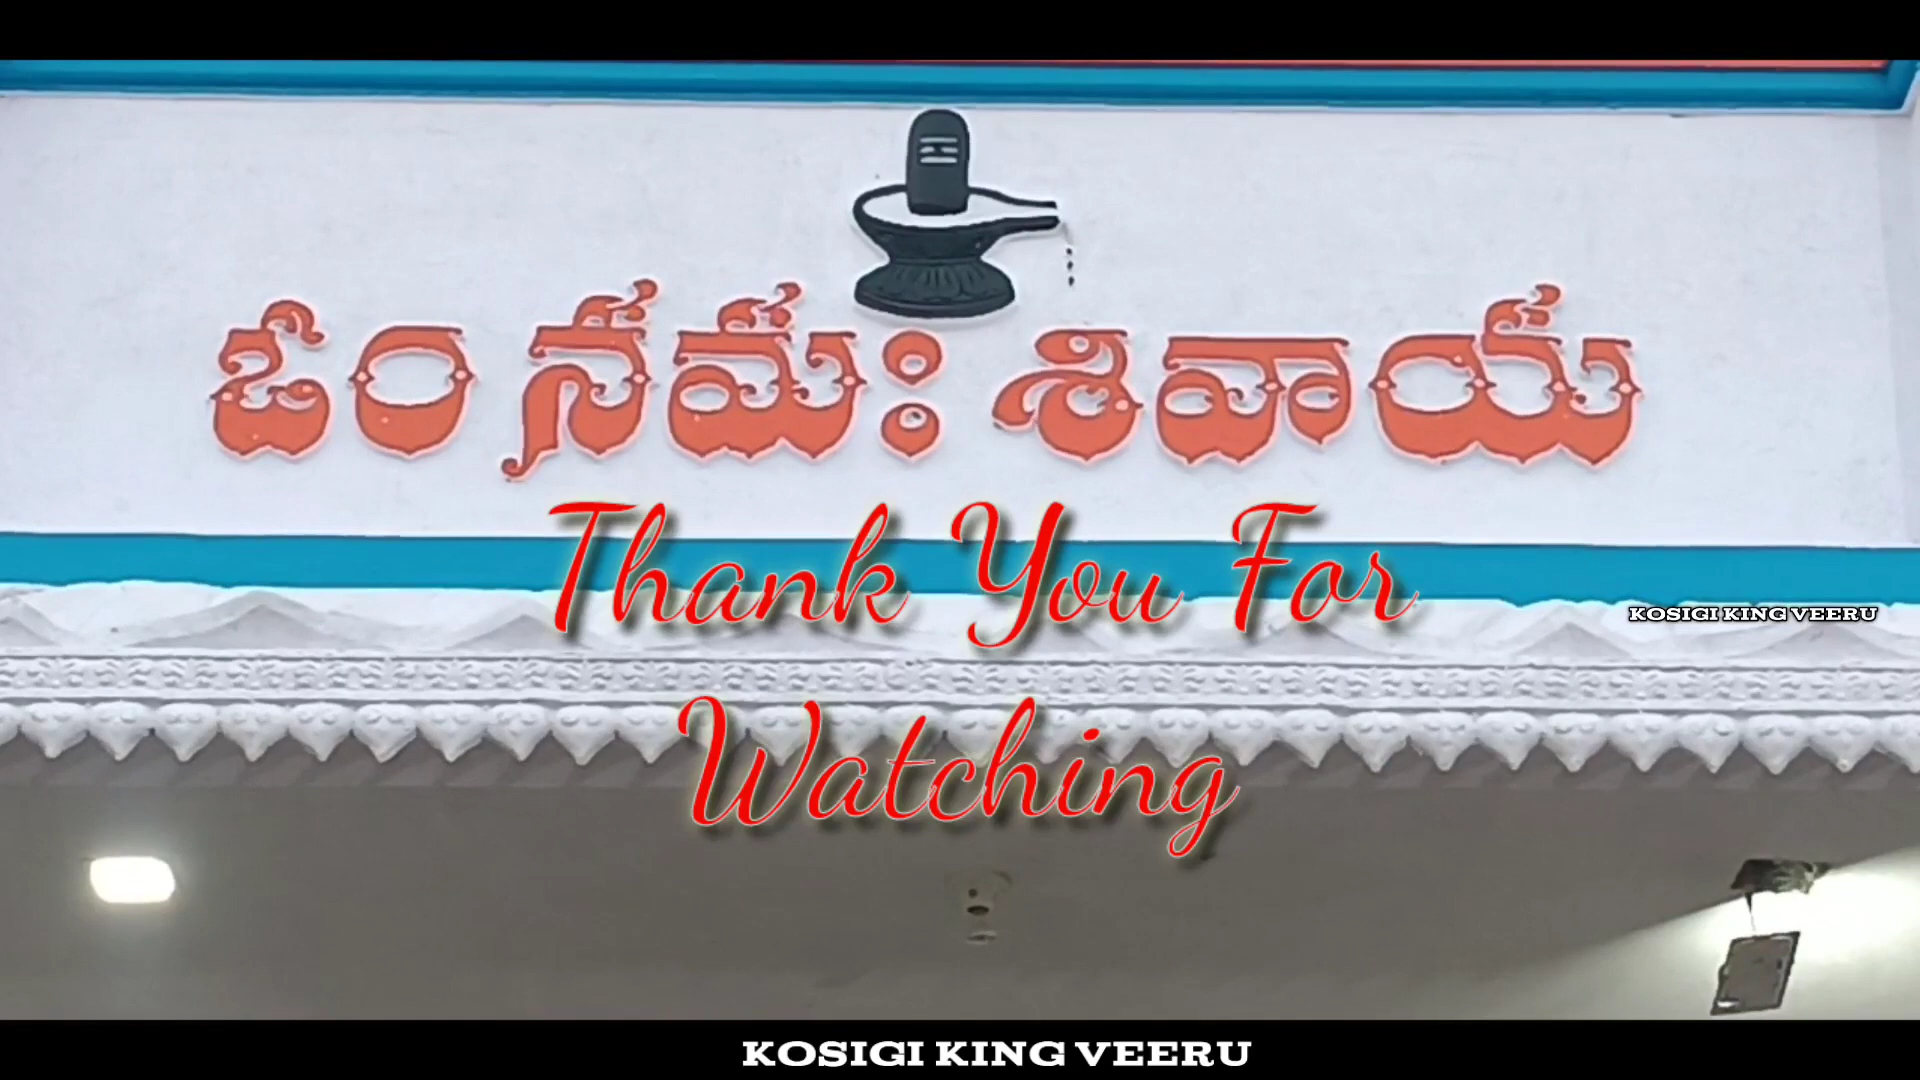 ఓం నమః శివాయ
Thank You For
KOSIGI KING VEERU
Watching
KOSIGI KING VEERU